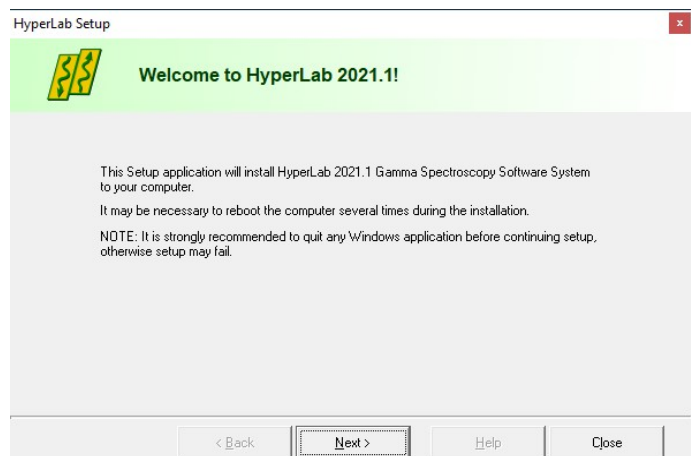 HyperLab Setup
x
Welcome to HyperLab 2021.1!
This Setup application will install HyperLab 2021.1 Gamma Spectroscopy Software System
to your computer.
It may be necessary to reboot the computer several times during the installation.
NOTE: It is strongly recommended to quit any Windows application before continuing setup,
otherwise setup may fail.
< Back Next > Help Close